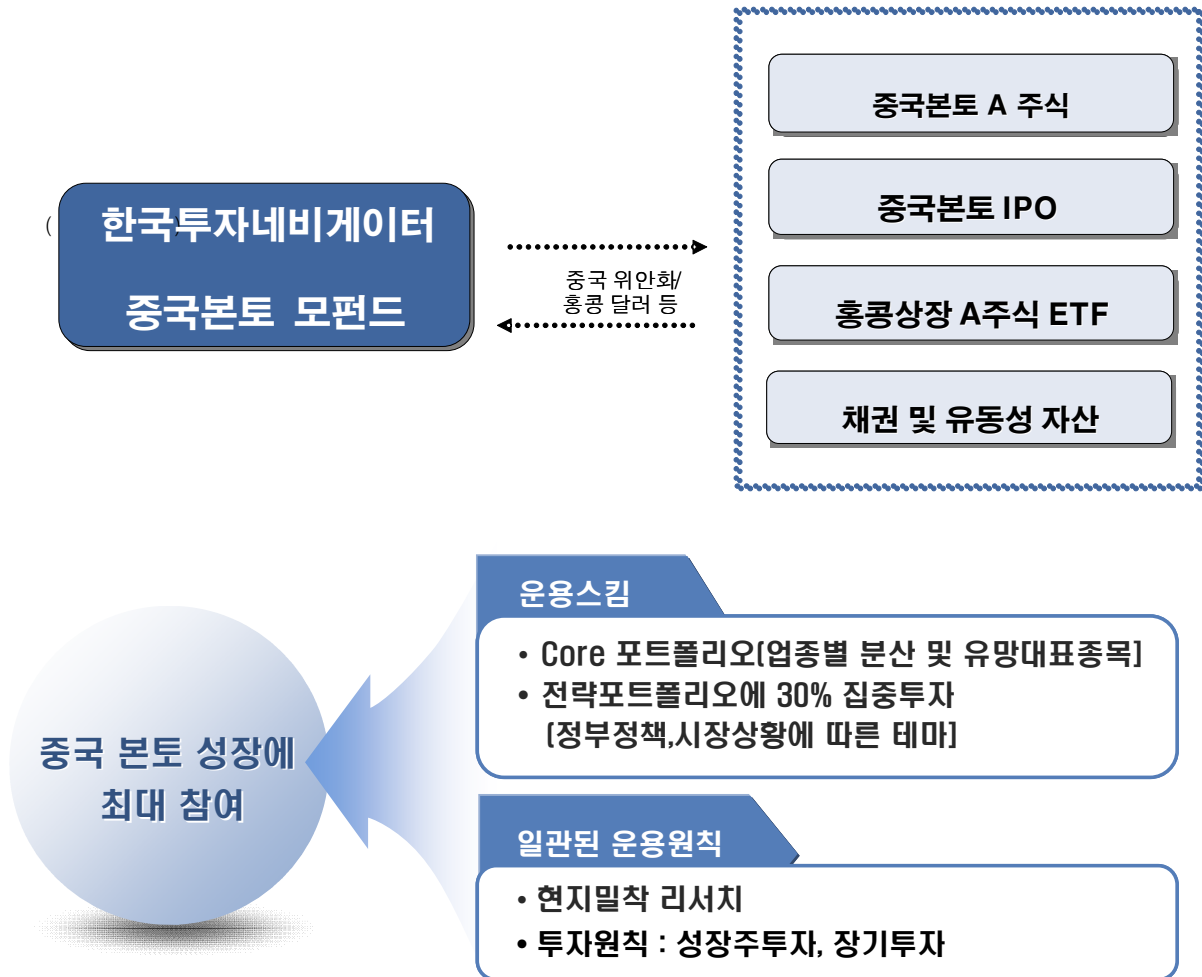 중국본토 A 주식
중국본토 IPO
홍콩상장 A주식 ETF
채권 및 유동성 자산
( )
한국투자네비게이터
중국본토 모펀드
중국 위안화/
홍콩 달러 등
중국 본토 성장에
최대 참여
운용스킴
• Core 포트폴리오[업종별 분산 및 유망대표종목]
• 전략포트폴리오에 30% 집중투자
[정부정책,시장상황에 따른 테마]
일관된 운용원칙
• 현지밀착 리서치
• 투자원칙 : 성장주투자, 장기투자